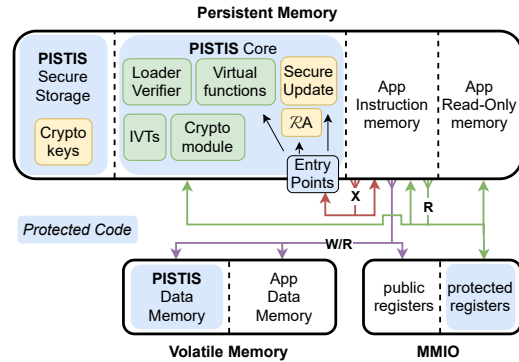 Persistent Memory
PISTIS
Secure
Storage
Crypto
keys
PISTIS Core
Loader
Verifier
Virtual
functions
Secure
Update
IVTs
Crypto
module
ℛA
Entry
Points
App
Instruction
memory
App
Read-Only
memory
X
R
Protected Code
W/R
PISTIS
Data
Memory
App
Data
Memory
public
registers
protected
registers
Volatile Memory
MMIO